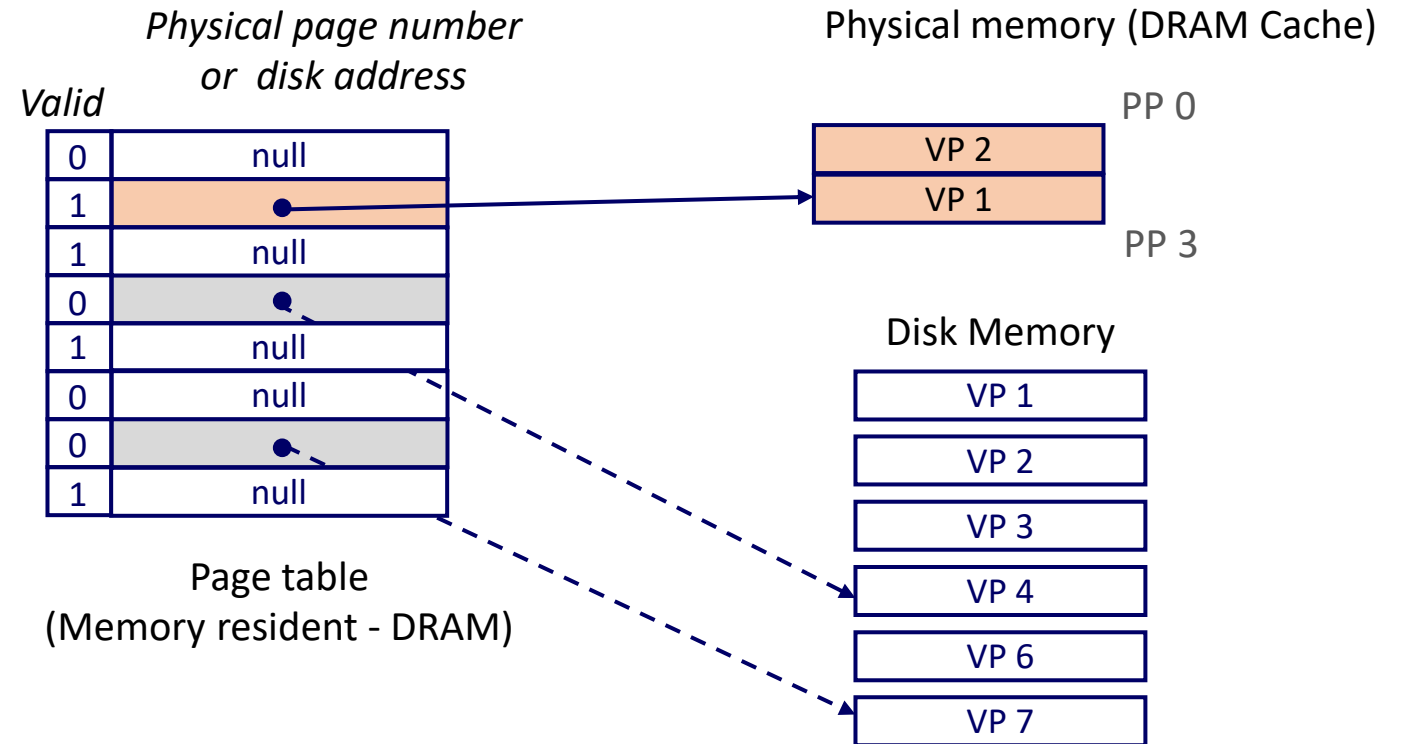 Physical page number
or disk address
Valid
0 null
1
1 null
0
1 null
0 null
0
1 null
Page table
(Memory resident - DRAM)
Physical memory (DRAM Cache)
PP 0
VP 2
VP 1
PP 3
Disk Memory
VP 1
VP 2
VP 3
VP 4
VP 6
VP 7